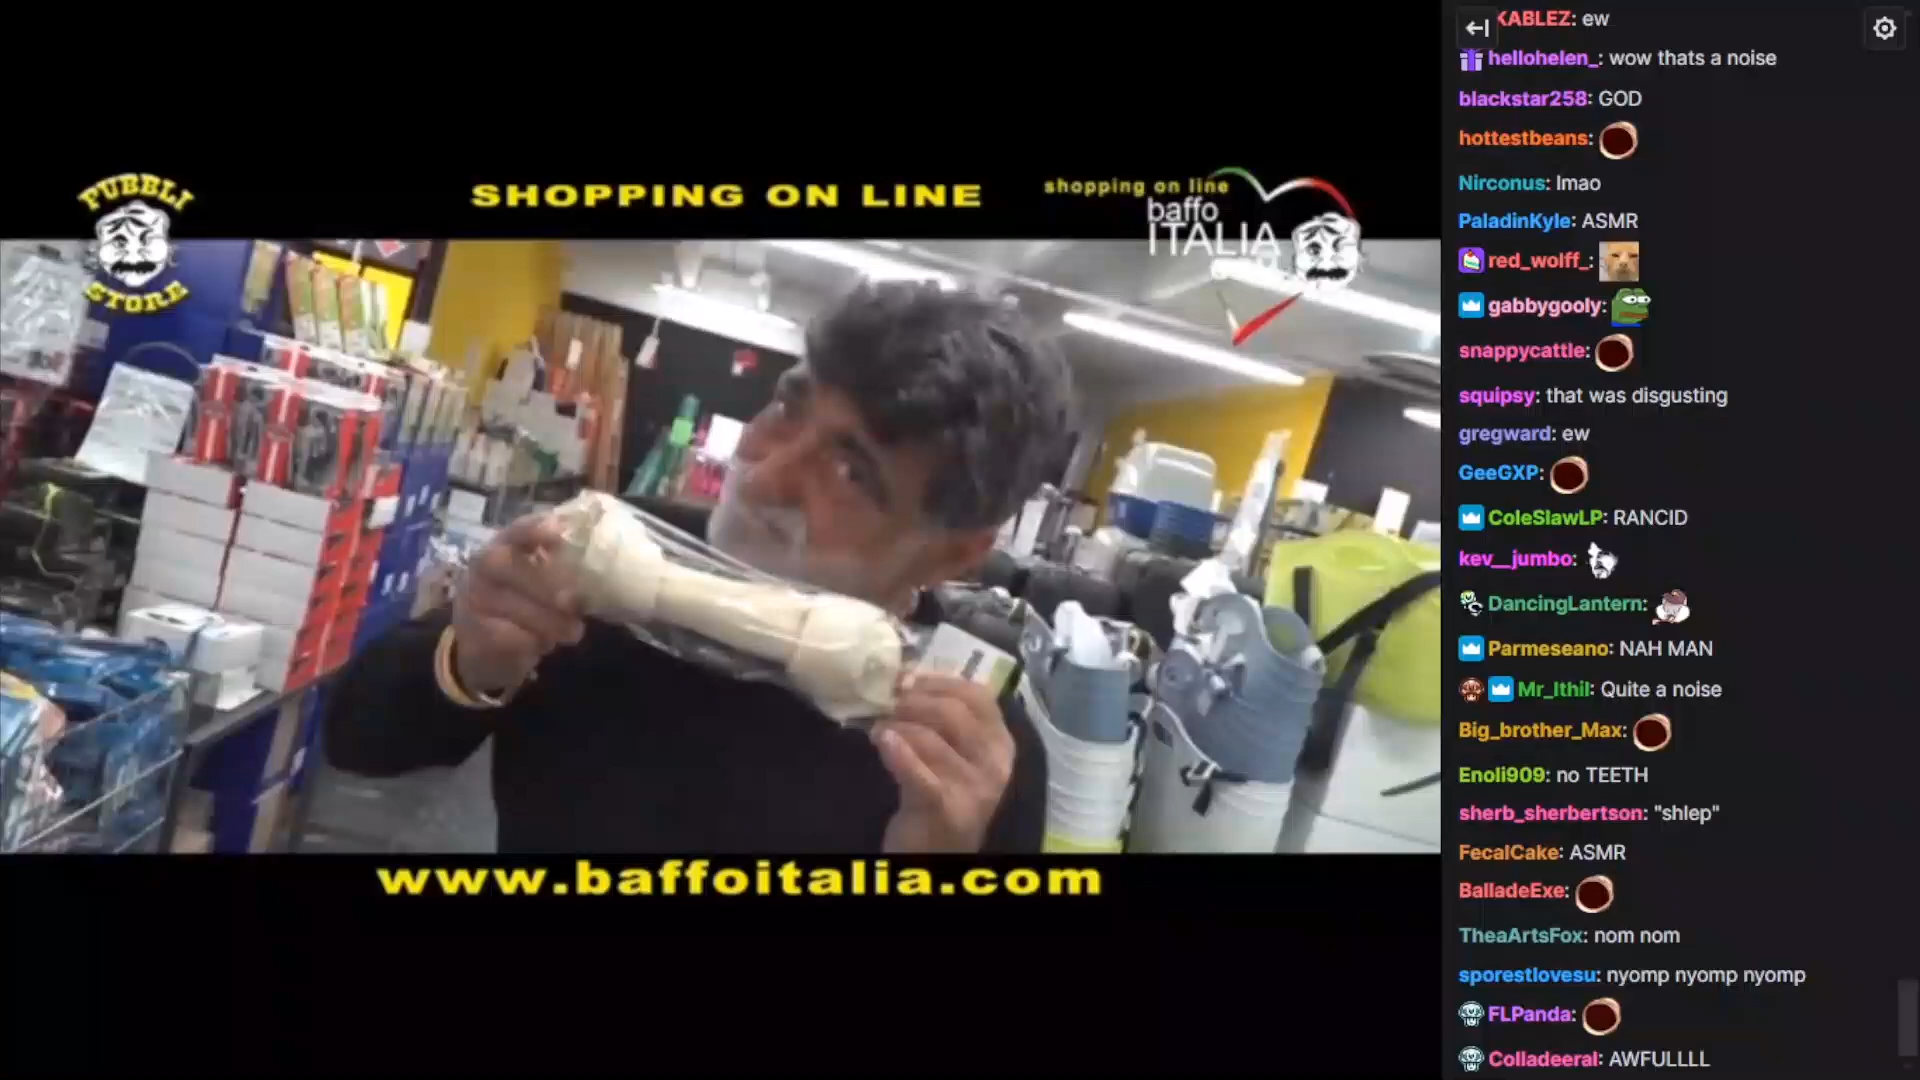 PUBBLI
STORE
SHOPPING ON LINE
shopping on line
baffo
ITALIA
www.baffoitalia.com
KABLEZ: ew
hellohelen_: wow thats a noise
blackstar258: GOD
hottestbeans:
Nirconus: lmao
PaladinKyle: ASMR
red_wolff_:
gabbygooly:
snappycattle:
squipsy: that was disgusting
gregward: ew
GeeGXP:
ColeSlawLP: RANCID
kev__jumbo:
DancingLantern:
Parmeseano: NAH MAN
Mr_Ithil: Quite a noise
Big_brother_Max:
Enoli909: no TEETH
sherb_sherbertson: "shlep"
FecalCake: ASMR
BalladeExe:
TheaArtsFox: nom nom
sporestlovesu: nyomp nyomp nyomp
FLPanda:
Colladeeral: AWFULLLL